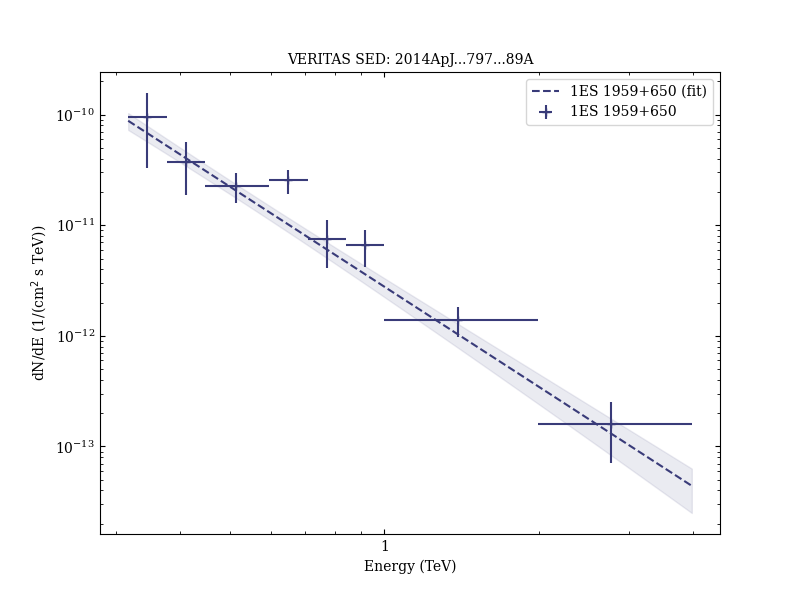 VERITAS SED: 2014ApJ...797...89A
1ES 1959+650 (fit)
1ES 1959+650
dN/dE (1/(cm² s TeV))
10⁻¹⁰
10⁻¹¹
10⁻¹²
10⁻¹³
1
Energy (TeV)